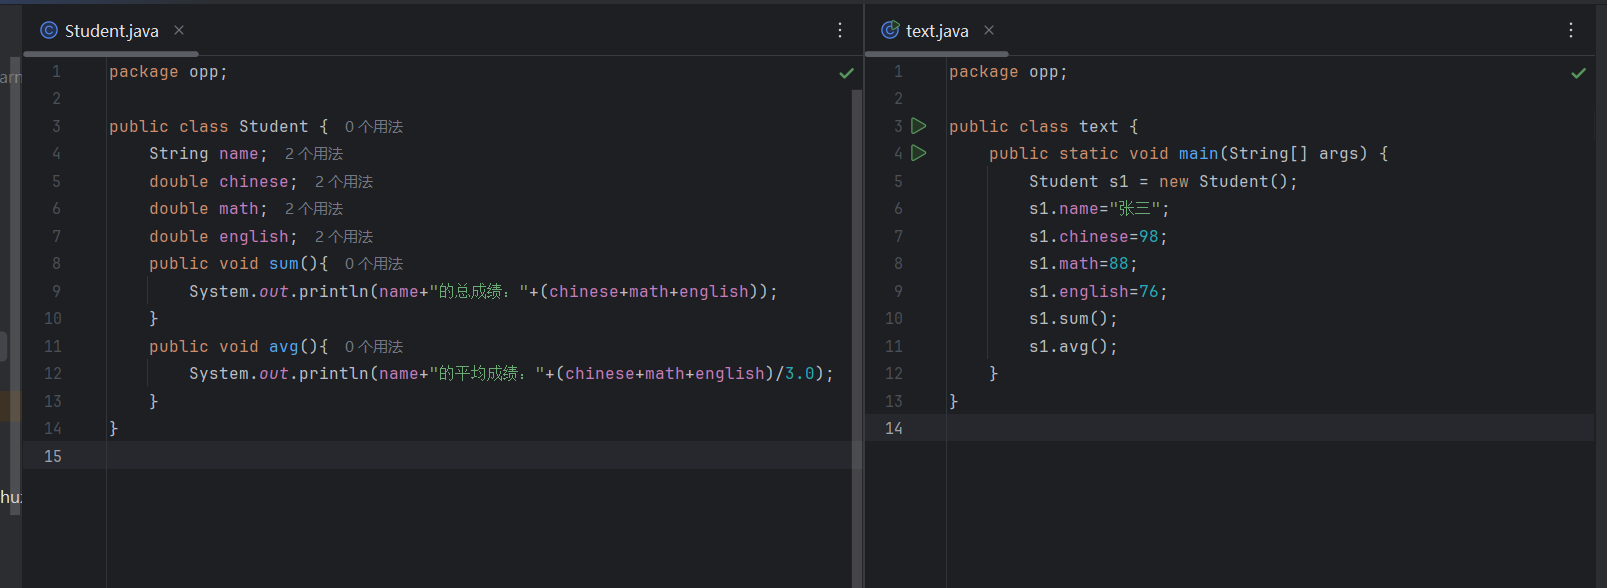 Student.java
1 package opp;
2
3 public class Student { 0 个用法
4 String name; 2 个用法
5 double chinese; 2 个用法
6 double math; 2 个用法
7 double english; 2 个用法
8 public void sum(){ 0 个用法
9 System.out.println(name+"的总成绩："+(chinese+math+english));
10 }
11 public void avg(){ 0 个用法
12 System.out.println(name+"的平均成绩："+(chinese+math+english)/3.0);
13 }
14 }
15
text.java
1 package opp;
2
3 public class text {
4 public static void main(String[] args) {
5 Student s1 = new Student();
6 s1.name="张三";
7 s1.chinese=98;
8 s1.math=88;
9 s1.english=76;
10 s1.sum();
11 s1.avg();
12 }
13 }
14